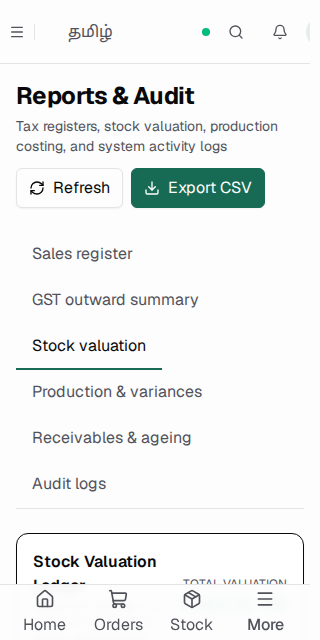 தமிழ்
Reports & Audit
Tax registers, stock valuation, production
costing, and system activity logs
Refresh
Export CSV
Sales register
GST outward summary
Stock valuation
Production & variances
Receivables & ageing
Audit logs
Stock Valuation
Ledger
TOTAL VALUATION
Home
Orders
Stock
More